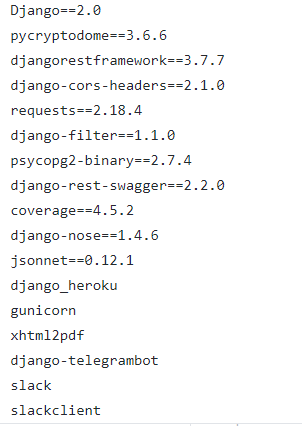 Django==2.0
pycryptodome==3.6.6
djangorestframework==3.7.7
django-cors-headers==2.1.0
requests==2.18.4
django-filter==1.1.0
psycopg2-binary==2.7.4
django-rest-swagger==2.2.0
coverage==4.5.2
django-nose==1.4.6
jsonnet==0.12.1
django_heroku
gunicorn
xhtml2pdf
django-telegrambot
slack
slackclient